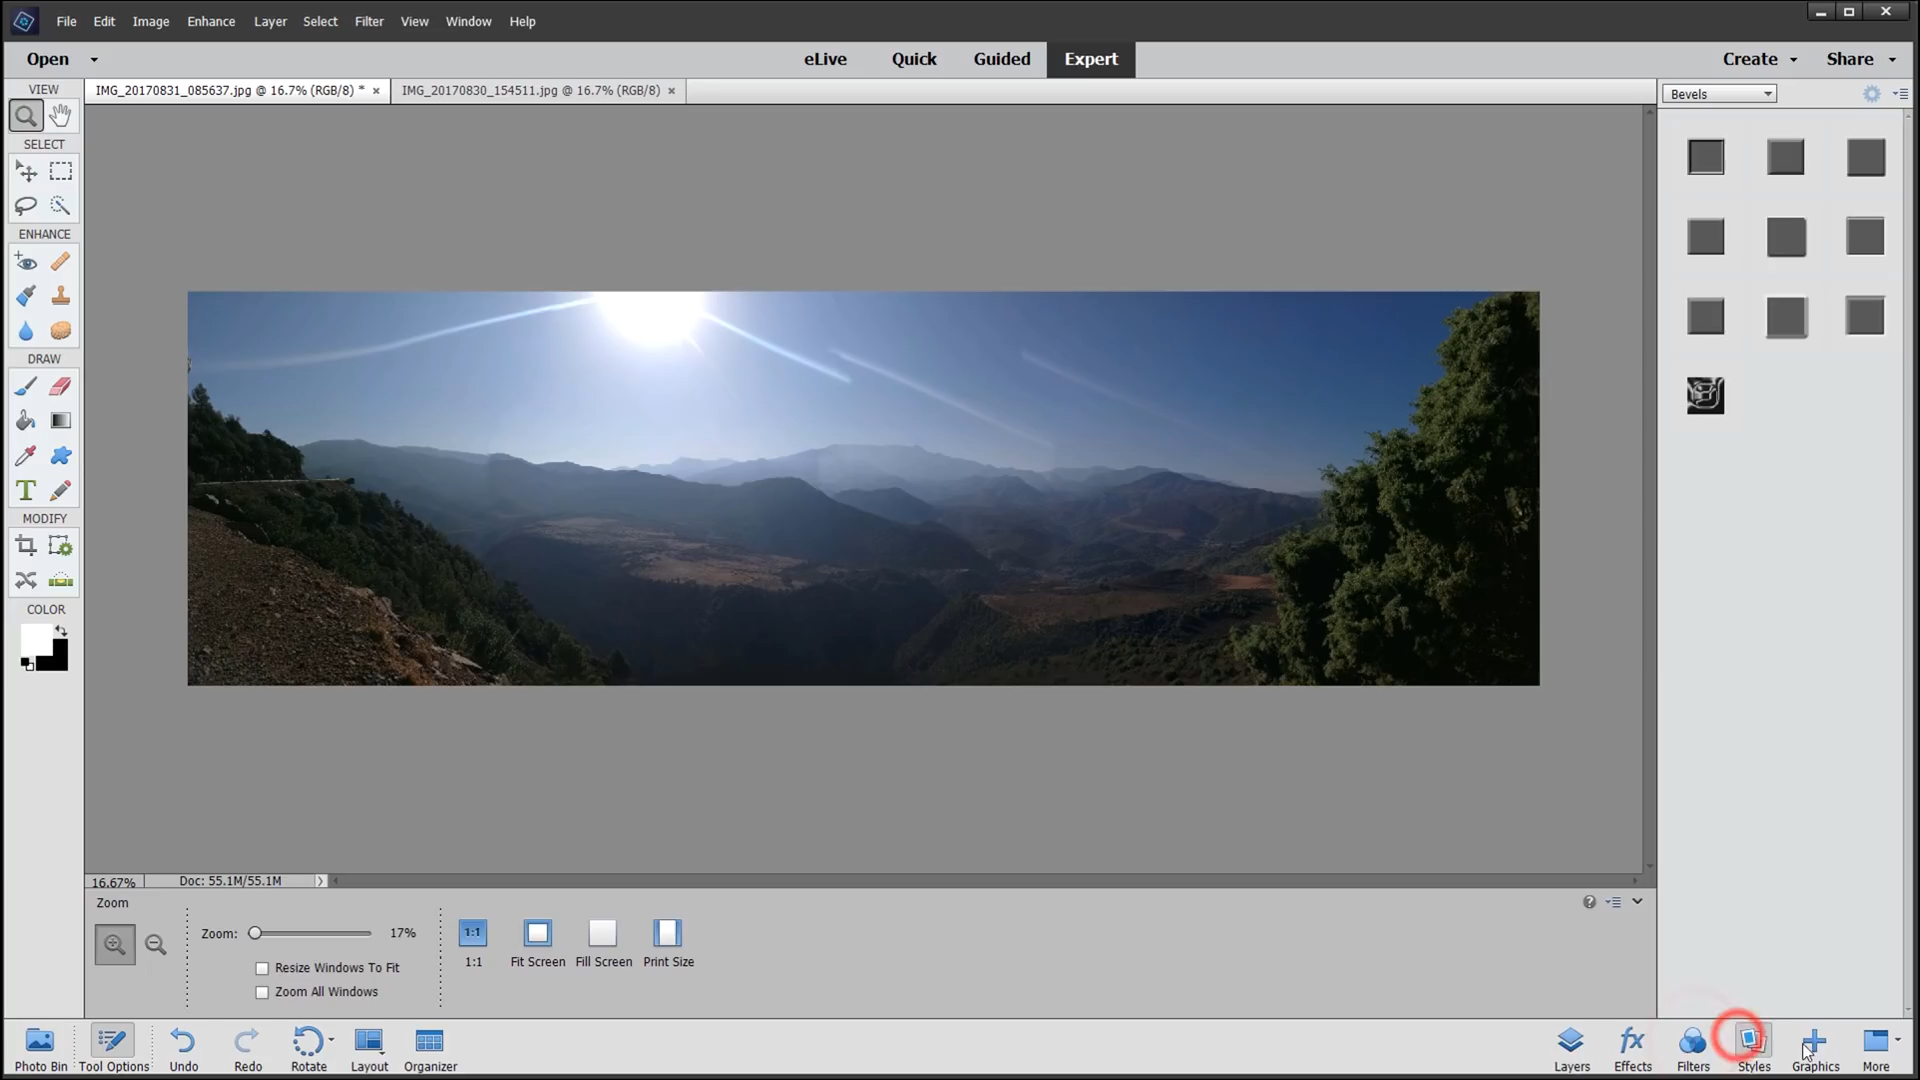 File Edit Image Enhance Layer Select Filter View Window Help
Open eLive Quick Guided Expert Create Share
VIEW
IMG_20170831_085637.jpg @ 16.7% (RGB/8) * × IMG_20170830_154511.jpg @ 16.7% (RGB/8) ×
Bevels
SELECT
ENHANCE
DRAW
T
MODIFY
COLOR
16.67% Doc: 55.1M/55.1M
Zoom
Zoom: 17%
1:1
1:1 Fit Screen Fill Screen Print Size
Resize Windows To Fit
Zoom All Windows
fx
Photo Bin Tool Options Undo Redo Rotate Layout Organizer Layers Effects Filters Styles Graphics More